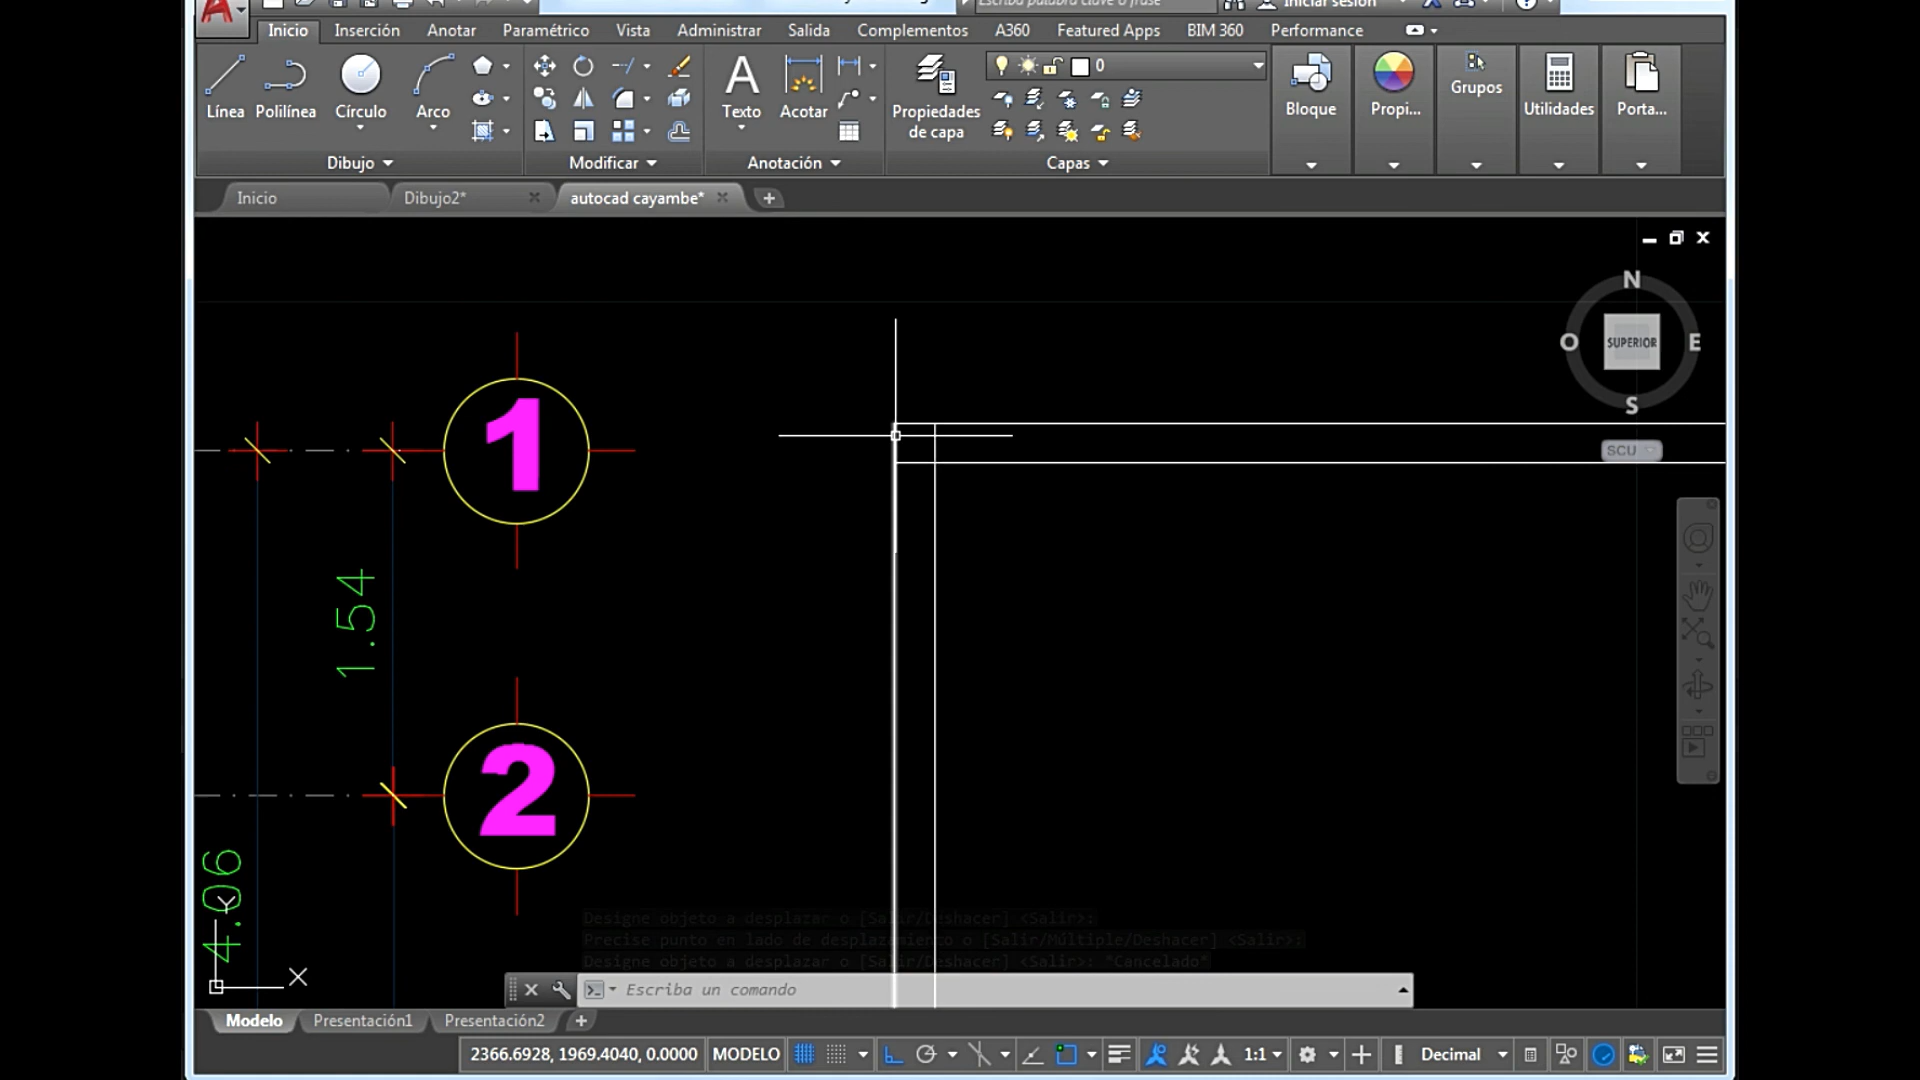 Escriba palabra clave o frase
Iniciar sesión
Inicio
Inserción
Anotar
Paramétrico
Vista
Administrar
Salida
Complementos
A360
Featured Apps
BIM 360
Performance
Línea
Polilínea
Círculo
Arco
Texto
Acotar
Propiedades
de capa
0
Bloque
Propi...
Grupos
Utilidades
Porta...
Dibujo
Modificar
Anotación
Capas
Inicio
Dibujo2*
autocad cayambe*
N
O
SUPERIOR
E
S
SCU
1
1.54
2
4.06
Y
X
Designe objeto a desplazar o [Salir/Deshacer] <Salir>:
Precise punto en lado de desplazamiento o [Salir/Múltiple/Deshacer] <Salir>:
Designe objeto a desplazar o [Salir/Deshacer] <Salir>: *Cancelado*
Escriba un comando
Modelo
Presentación1
Presentación2
2366.6928, 1969.4040, 0.0000
MODELO
1:1
Decimal